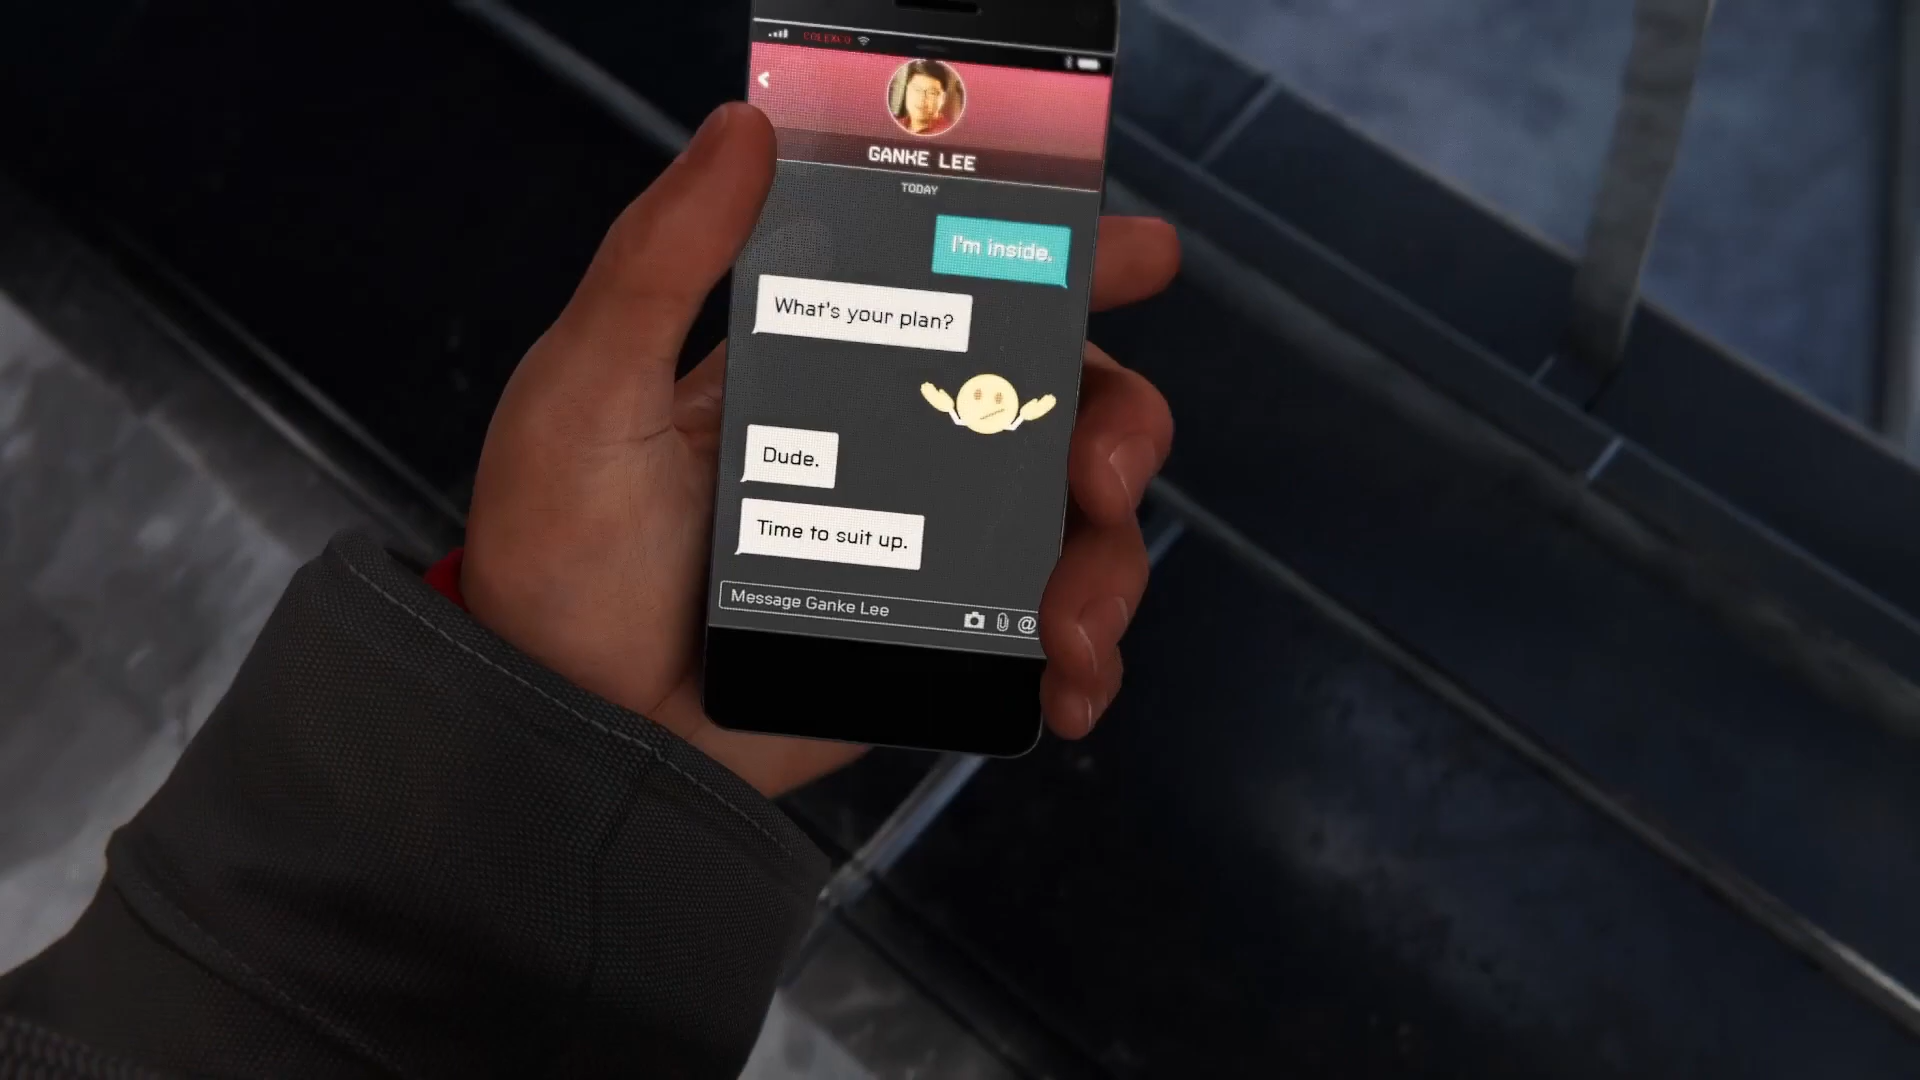 GANKE LEE
TODAY
I'm inside.
What's your plan?
Dude.
Time to suit up.
Message Ganke Lee
@